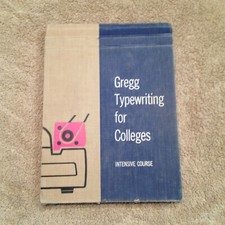 Gregg
Typewriting
for
Colleges
INTENSIVE COURSE